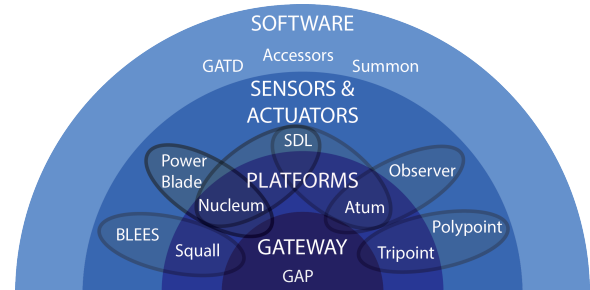 SOFTWARE
Accessors
GATD
Summon
SENSORS &
ACTUATORS
SDL
Power
Blade
Observer
PLATFORMS
Nucleum
Atum
BLEES
Polypoint
Squall
GATEWAY
Tripoint
GAP